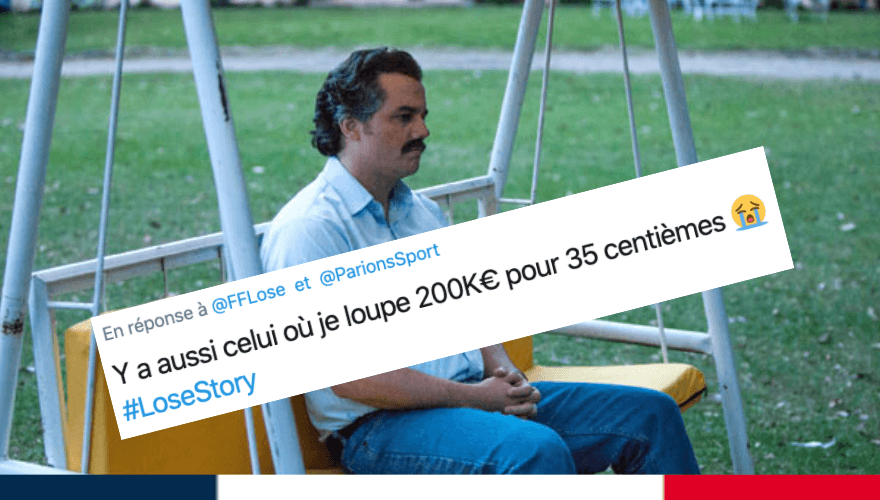 En réponse à @FFLose et @ParionsSport
Y a aussi celui où je loupe 200K€ pour 35 centièmes 😭
#LoseStory